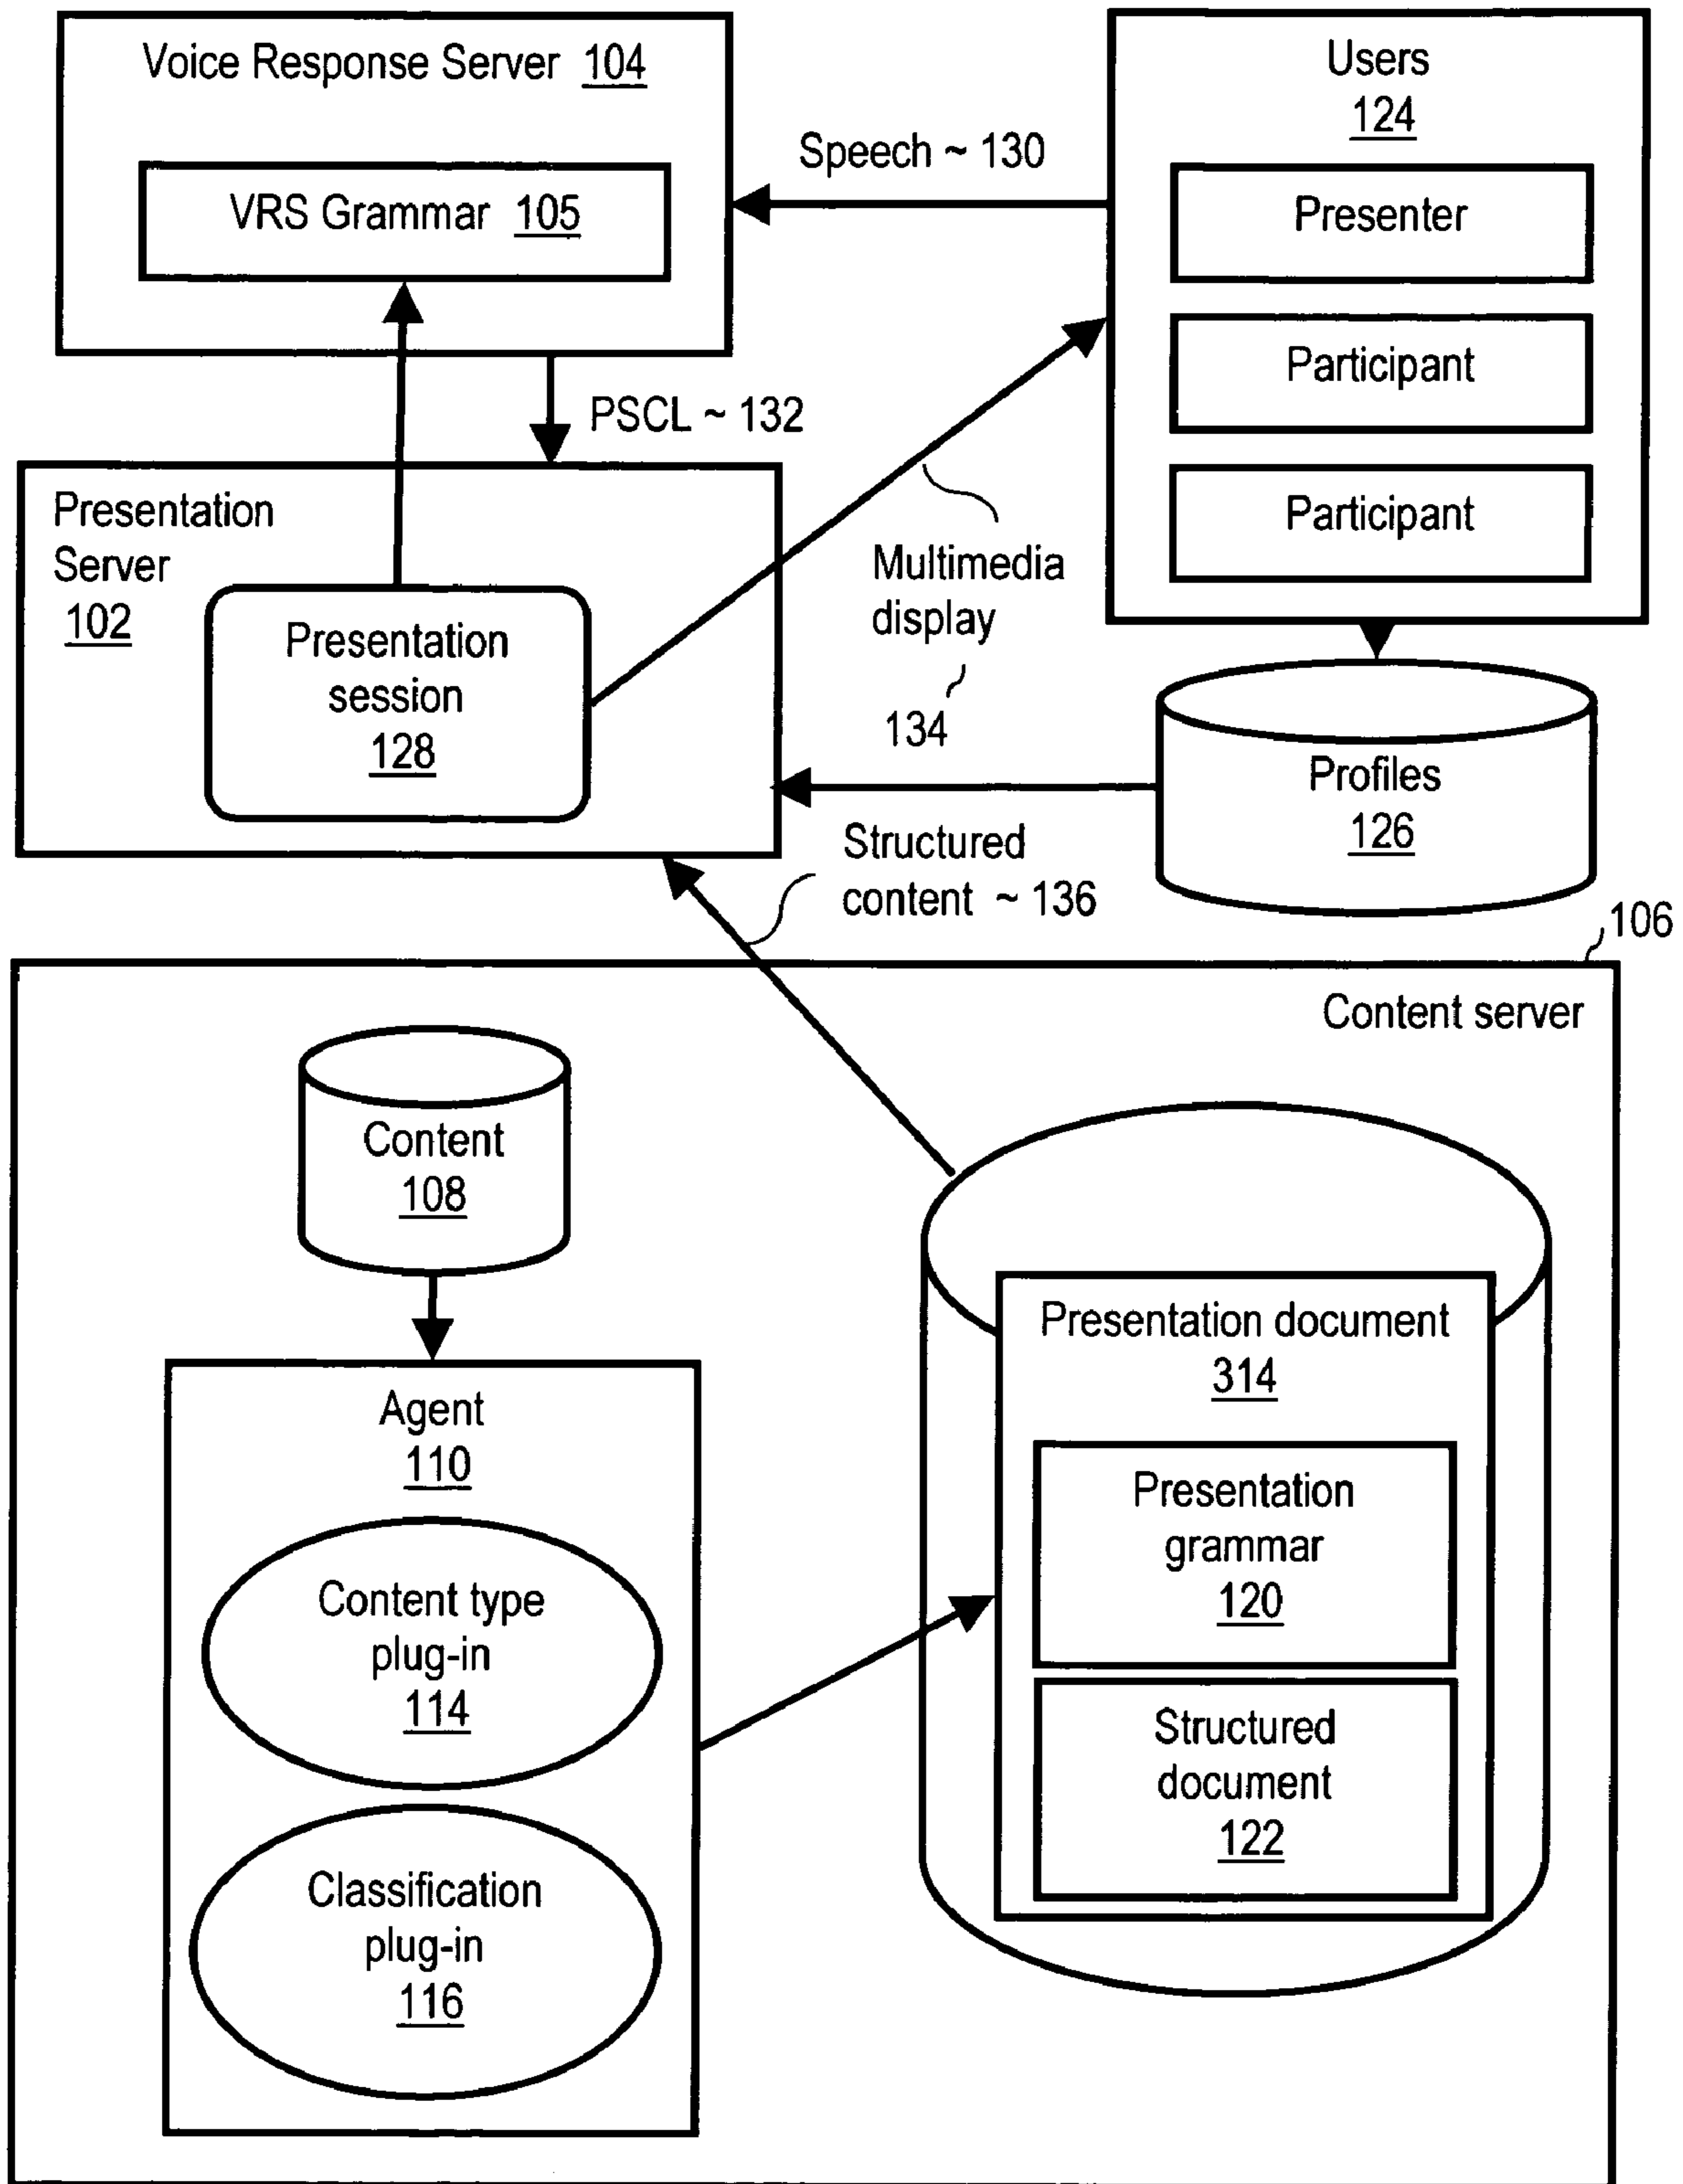 Voice Response Server 104
VRS Grammar 105
Speech ~ 130
Users
124
Presenter
Participant
Participant
PSCL ~ 132
Presentation
Server
102
Presentation
session
128
Multimedia
display
134
Profiles
126
Structured
content ~ 136
106
Content server
Content
108
Agent
110
Content type
plug-in
114
Classification
plug-in
116
Presentation document
314
Presentation
grammar
120
Structured
document
122